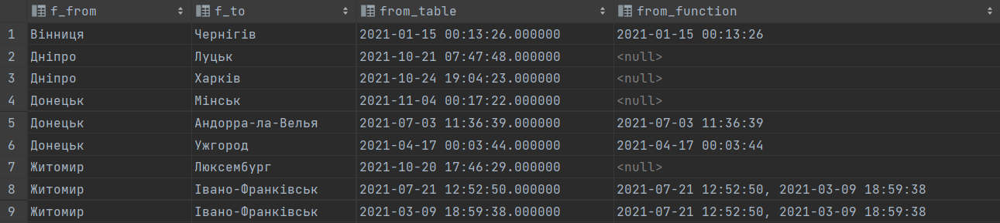 f_from f_to from_table from_function
1 Вінниця Чернігів 2021-01-15 00:13:26.000000 2021-01-15 00:13:26
2 Дніпро Луцьк 2021-10-21 07:47:48.000000 <null>
3 Дніпро Харків 2021-10-24 19:04:23.000000 <null>
4 Донецьк Мінськ 2021-11-04 00:17:22.000000 <null>
5 Донецьк Андорра-ла-Велья 2021-07-03 11:36:39.000000 2021-07-03 11:36:39
6 Донецьк Ужгород 2021-04-17 00:03:44.000000 2021-04-17 00:03:44
7 Житомир Люксембург 2021-10-20 17:46:29.000000 <null>
8 Житомир Івано-Франківськ 2021-07-21 12:52:50.000000 2021-07-21 12:52:50, 2021-03-09 18:59:38
9 Житомир Івано-Франківськ 2021-03-09 18:59:38.000000 2021-07-21 12:52:50, 2021-03-09 18:59:38